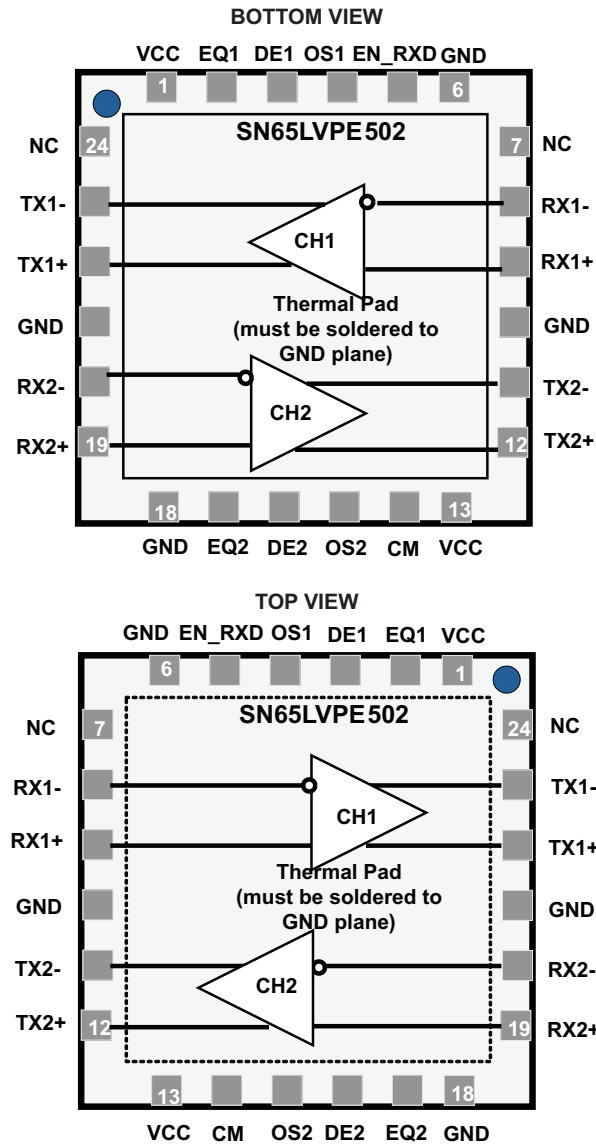 BOTTOM VIEW
VCC EQ1 DE1 OS1 EN_RXD GND
1 6
SN65LVPE502
NC 24 7 NC
TX1- RX1-
CH1
TX1+ RX1+
Thermal Pad
(must be soldered to
GND plane)
GND GND
RX2- TX2-
CH2
RX2+ 19 12 TX2+
18 13
GND EQ2 DE2 OS2 CM VCC
TOP VIEW
GND EN_RXD OS1 DE1 EQ1 VCC
6 1
SN65LVPE502
NC 7 24 NC
RX1- TX1-
CH1
RX1+ TX1+
Thermal Pad
(must be soldered to
GND plane)
GND GND
TX2- RX2-
CH2
TX2+ 12 19 RX2+
13 18
VCC CM OS2 DE2 EQ2 GND